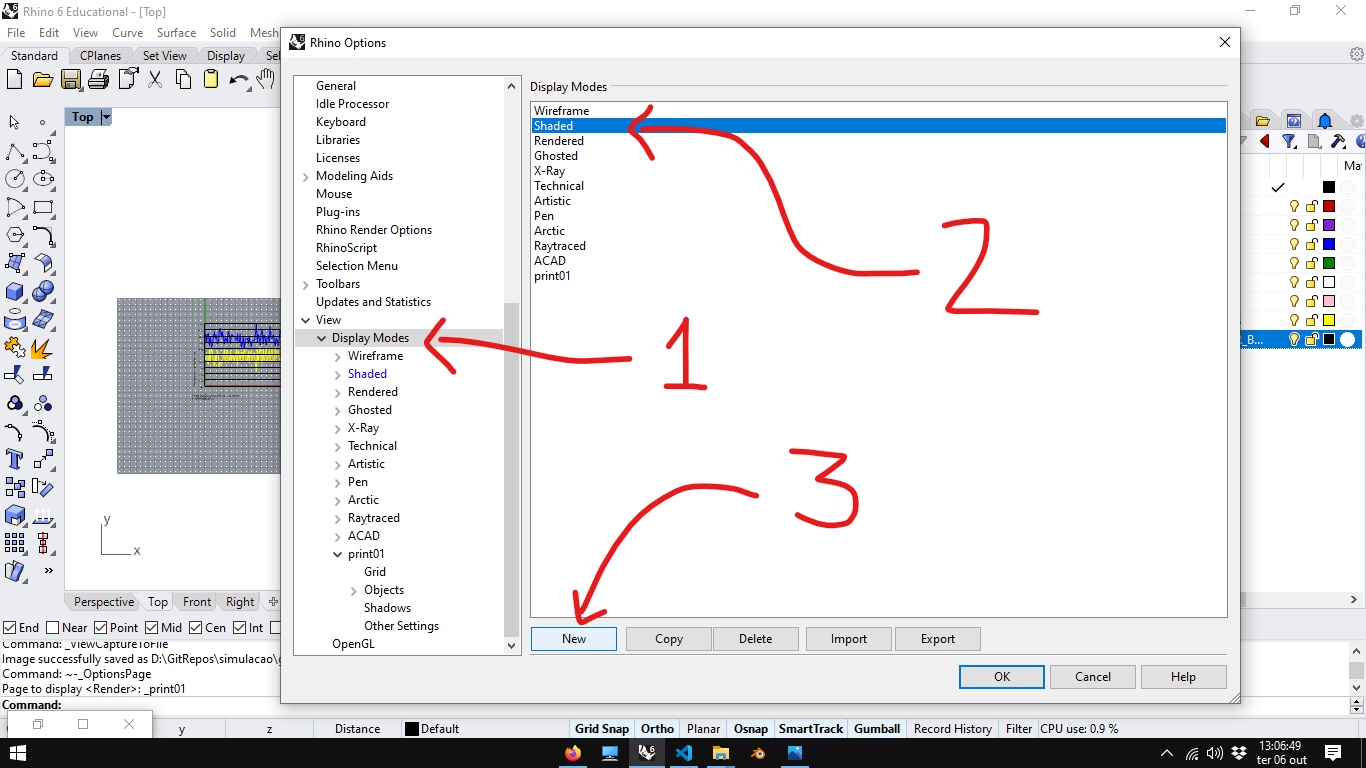 Rhino 6 Educational - [Top]
File Edit View Curve Surface Solid Mesh
Standard CPlanes Set View Display Sel
Top
Rhino Options
General
Idle Processor
Keyboard
Libraries
Licenses
Modeling Aids
Mouse
Plug-ins
Rhino Render Options
RhinoScript
Selection Menu
Toolbars
Updates and Statistics
View
Display Modes
Wireframe
Shaded
Rendered
Ghosted
X-Ray
Technical
Artistic
Pen
Arctic
Raytraced
ACAD
print01
Grid
Objects
Shadows
Other Settings
OpenGL
Display Modes
Wireframe
Shaded
Rendered
Ghosted
X-Ray
Technical
Artistic
Pen
Arctic
Raytraced
ACAD
print01
1
2
3
New Copy Delete Import Export
OK Cancel Help
Ma
_B...
y
x
Perspective Top Front Right
End Near Point Mid Cen Int
Command: _ViewCaptureToFile
Image successfully saved as D:\GitRepos\simulacao\g
Command: ~-_OptionsPage
Page to display <Render>: _print01
Command:
y z Distance Default Grid Snap Ortho Planar Osnap SmartTrack Gumball Record History Filter CPU use: 0.9 %
13:06:49
ter 06 out